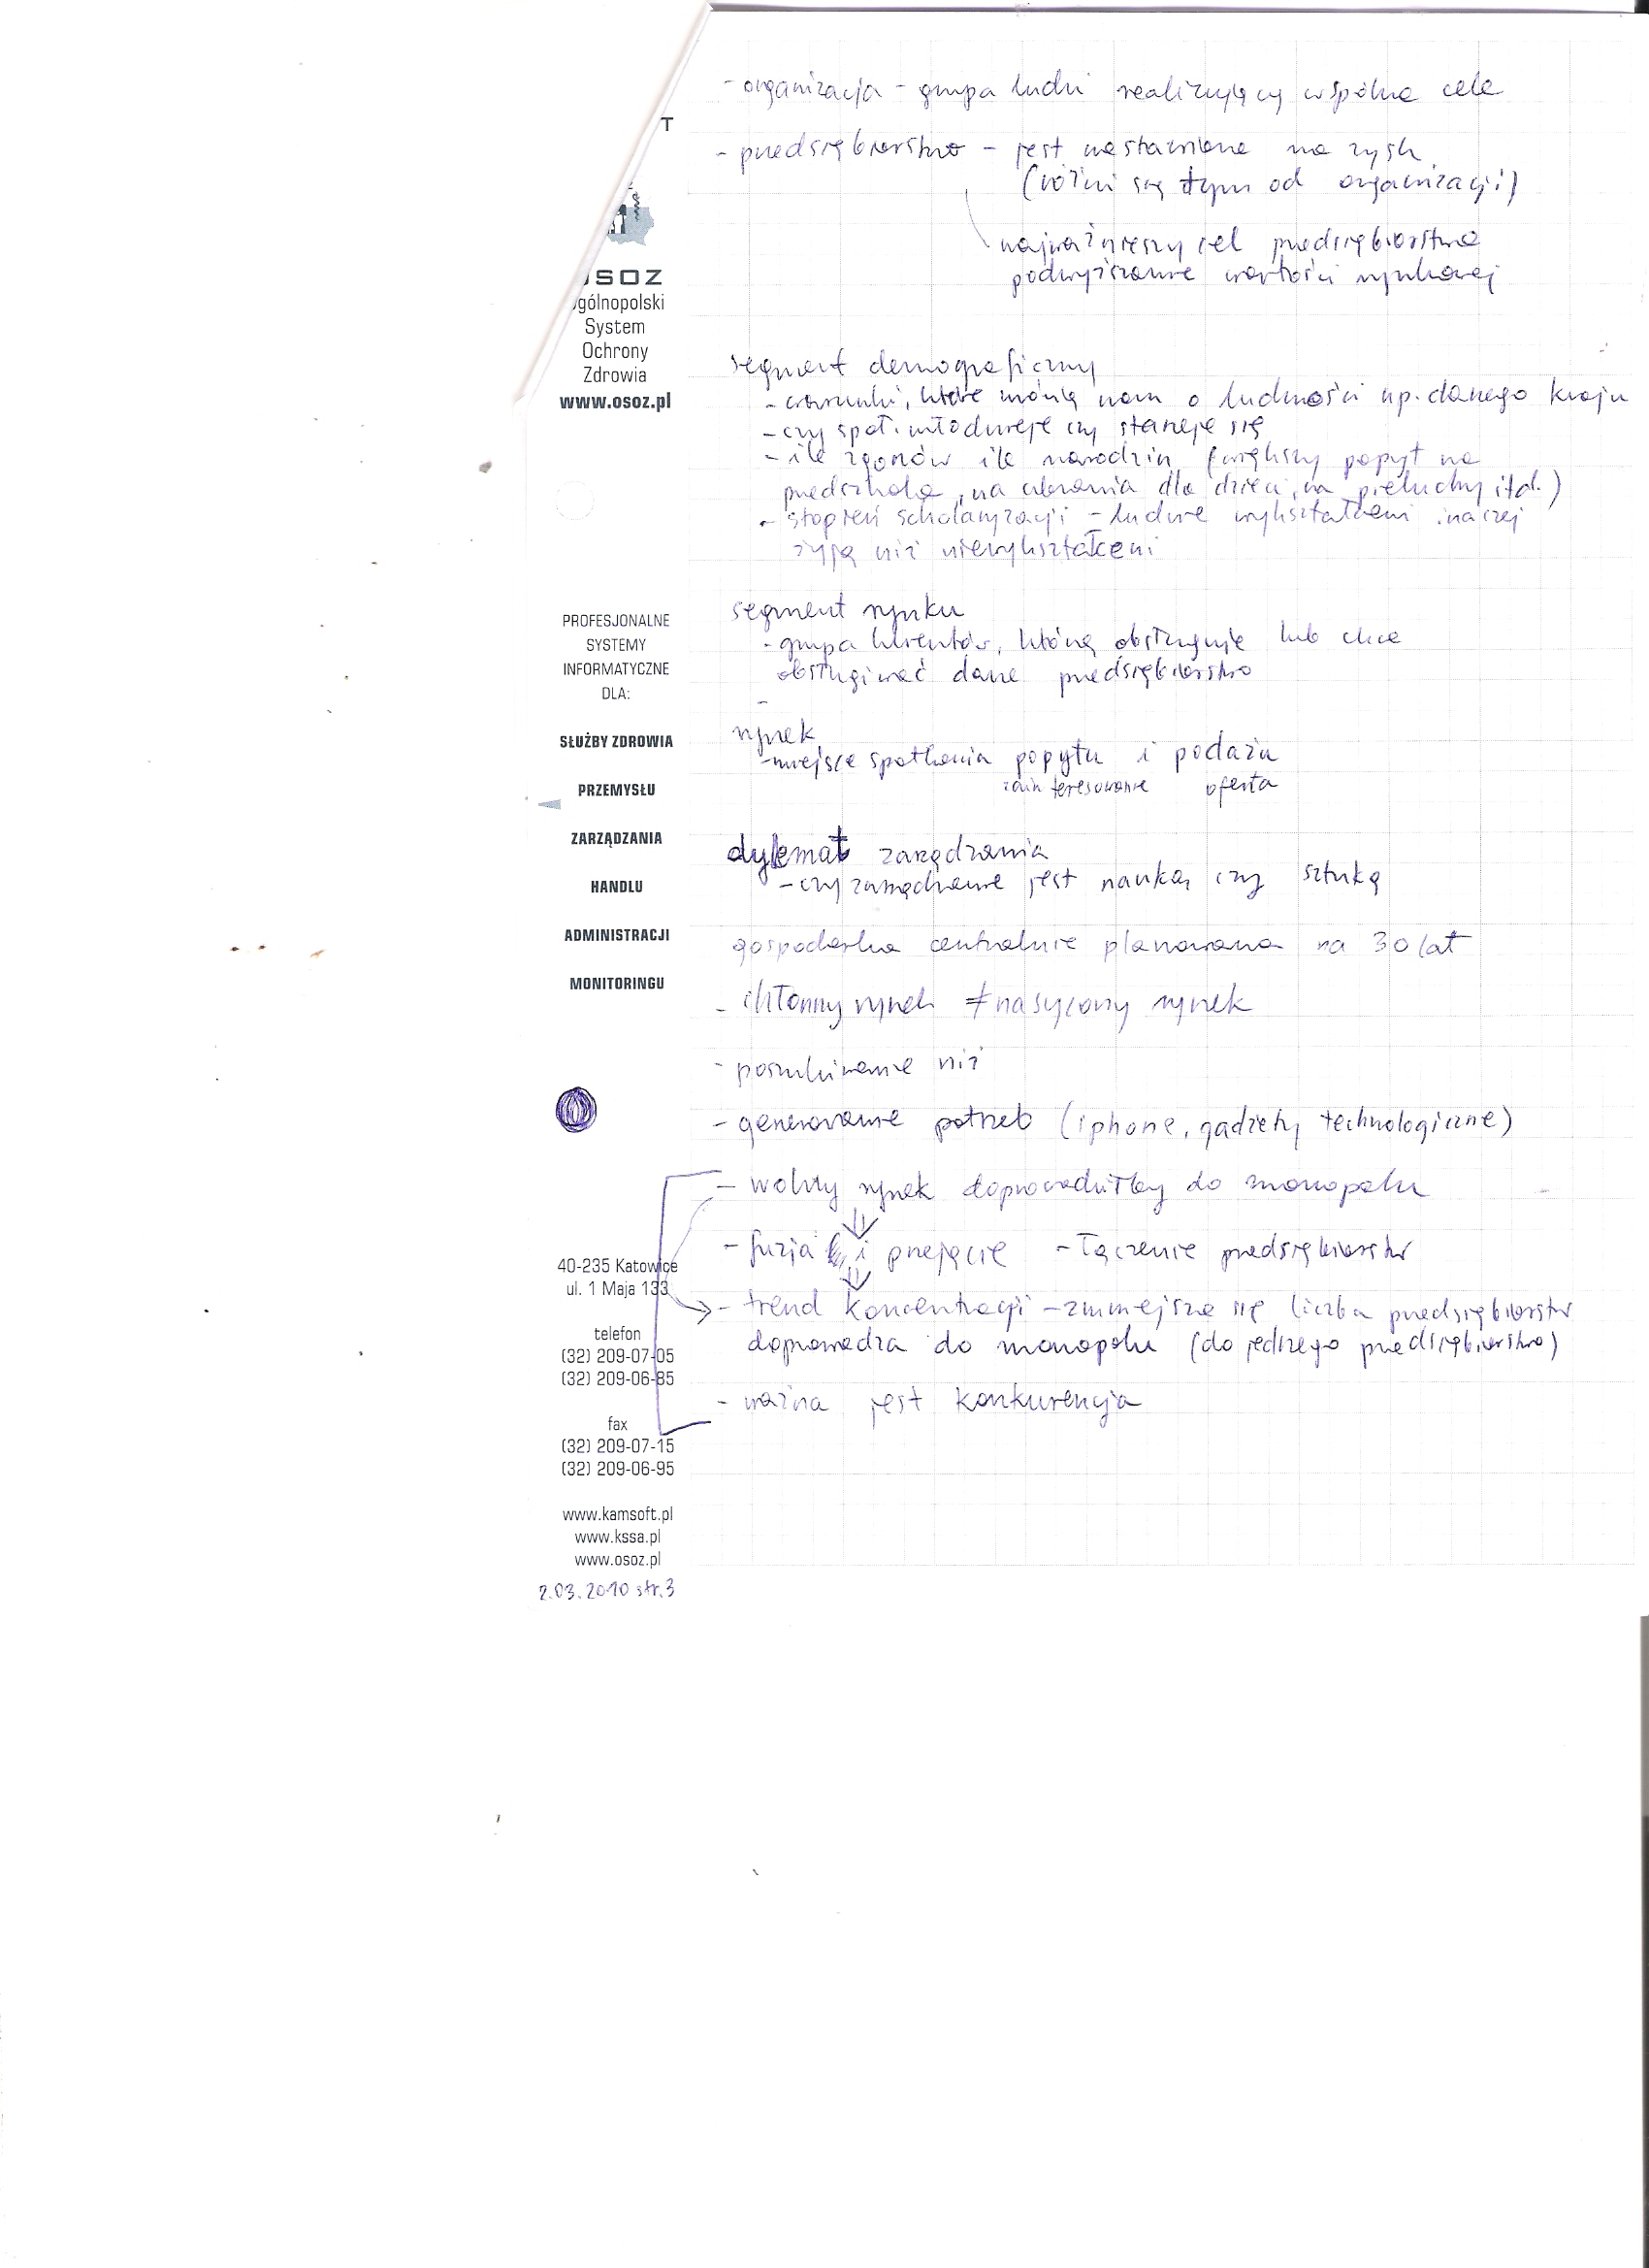 - organizacja - grupa ludzi realizujący wspólne cele
- przedsiębiorstwo - jest nastawione na zysk
(różni się tym od organizacji)
najważniejszy cel przedsiębiorstwa
podwyższanie wartości rynkowej
segment demograficzny
- warunki, które mówią nam o ludności np. danego kraju
- czy społ. młodnieje czy starzeje się
- ile zgonów ile narodzin (większy popyt na
przedszkola, na ubrania dla dzieci, na pieluchy itd.)
- stopień scholaryzacji - ludzie wykształceni inaczej
żyją niż niewykształceni
segment rynku
- grupa klientów, którą obsługuje lub chce
obsługiwać dane przedsiębiorstwo
-
rynek
- miejsce spotkania popytu i podażu
zainteresowanie oferta
dylemat zarządzania
- czy zarządzanie jest nauką czy sztuką
gospodarka centralnie planowana na 30 lat
- chłonny rynek ≠ nasycony rynek
- poszukiwanie nisz
- generowanie potrzeb (iphone, gadżety technologiczne)
- wolny rynek doprowadziłby do monopolu
- fuzja i przejęcie - łączenie przedsiębiorstw
- trend koncentracji - zmniejsza się liczba przedsiębiorstw
doprowadza do monopolu (do jednego przedsiębiorstwa)
- ważna jest konkurencja
T
OSOZ
ogólnopolski
System
Ochrony
Zdrowia
www.osoz.pl
PROFESJONALNE
SYSTEMY
INFORMATYCZNE
DLA:
SŁUŻBY ZDROWIA
PRZEMYSŁU
ZARZĄDZANIA
HANDLU
ADMINISTRACJI
MONITORINGU
40-235 Katowice
ul. 1 Maja 133
telefon
(32) 209-07-05
(32) 209-06-85
fax
(32) 209-07-15
(32) 209-06-95
www.kamsoft.pl
www.kssa.pl
www.osoz.pl
2.03.2010 str.3